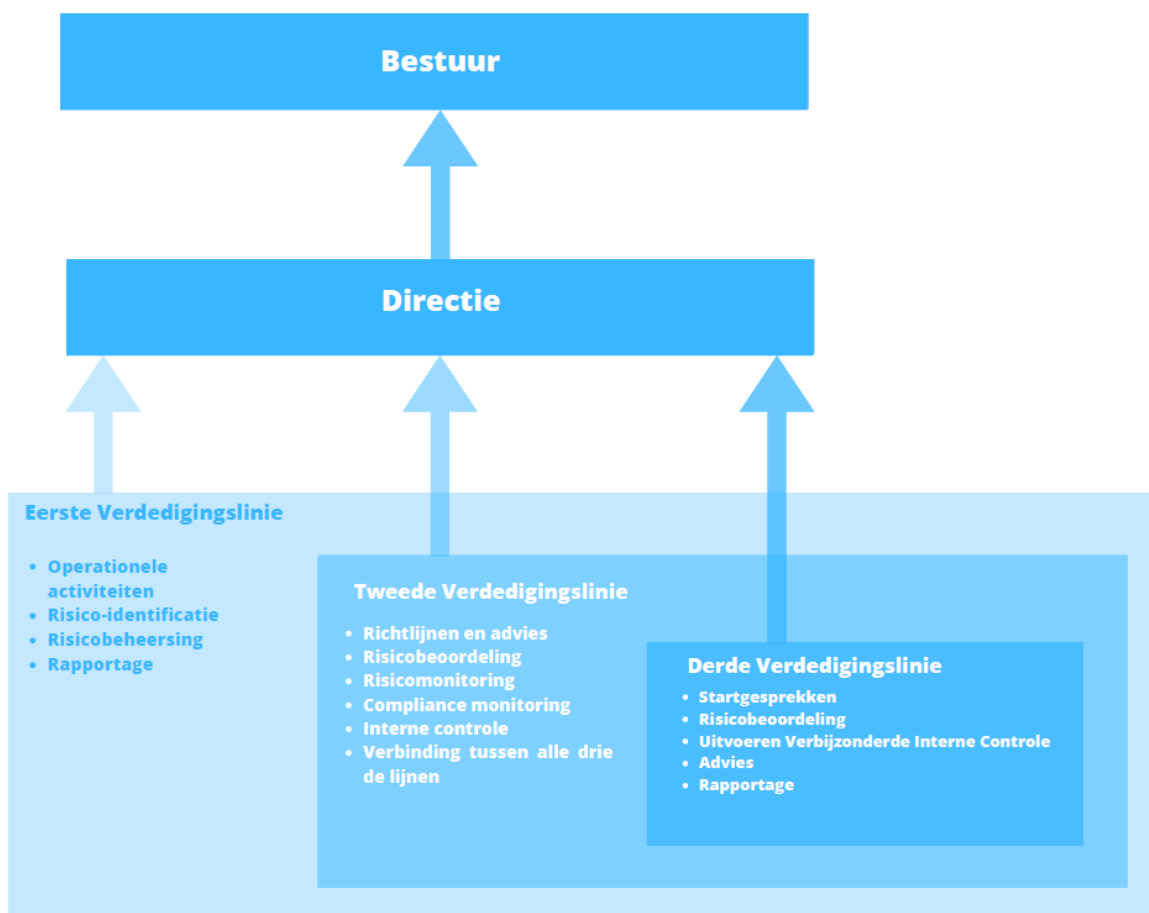 Bestuur
Directie
Eerste Verdedigingslinie
• Operationele
activiteiten
• Risico-identificatie
• Risicobeheersing
• Rapportage
Tweede Verdedigingslinie
• Richtlijnen en advies
• Risicobeoordeling
• Risicomonitoring
• Compliance monitoring
• Interne controle
• Verbinding tussen alle drie
de lijnen
Derde Verdedigingslinie
• Startgesprekken
• Risicobeoordeling
• Uitvoeren Verbijzonderde Interne Controle
• Advies
• Rapportage